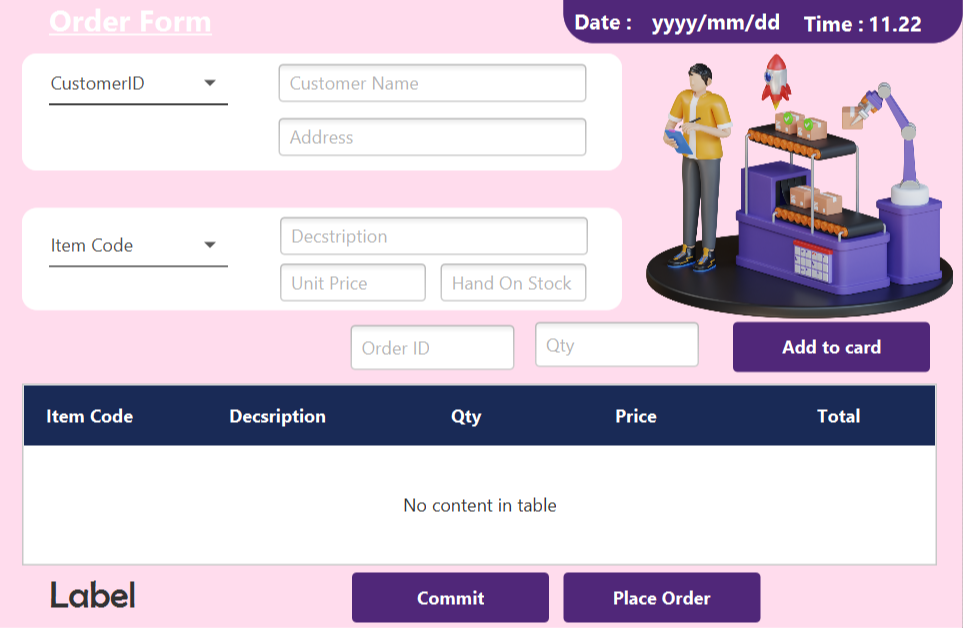 Order Form
Date : yyyy/mm/dd Time : 11.22
CustomerID
Customer Name
Address
Item Code
Decstription
Unit Price Hand On Stock
Order ID Qty Add to card
Item Code Decsription Qty Price Total
No content in table
Label Commit Place Order